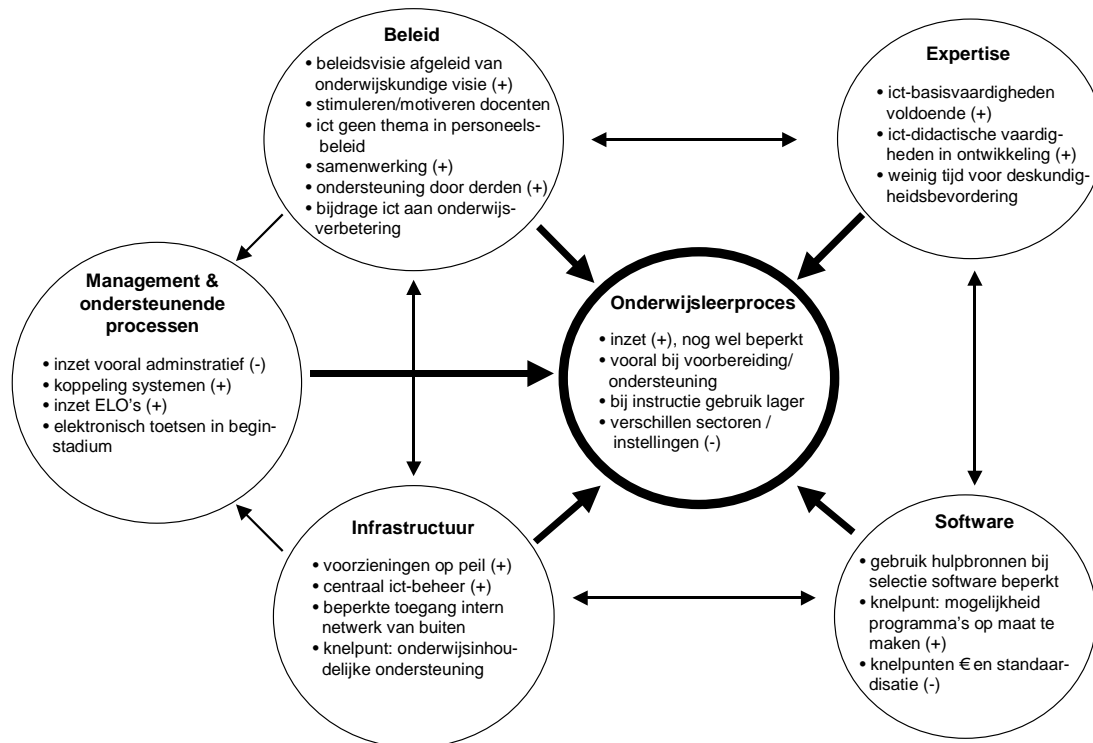 Beleid
• beleidsvisie afgeleid van
onderwijskundige visie (+)
• stimuleren/motiveren docenten
• ict geen thema in personeels-
beleid
• samenwerking (+)
• ondersteuning door derden (+)
• bijdrage ict aan onderwijs-
verbetering
Expertise
• ict-basisvaardigheden
voldoende (+)
• ict-didactische vaardig-
heden in ontwikkeling (+)
• weinig tijd voor deskundig-
heidsbevordering
Management &
ondersteunende
processen
• inzet vooral adminstratief (-)
• koppeling systemen (+)
• inzet ELO's (+)
• elektronisch toetsen in begin-
stadium
Onderwijsleerproces
• inzet (+), nog wel beperkt
• vooral bij voorbereiding/
ondersteuning
• bij instructie gebruik lager
• verschillen sectoren /
instellingen (-)
Infrastructuur
• voorzieningen op peil (+)
• centraal ict-beheer (+)
• beperkte toegang intern
netwerk van buiten
• knelpunt: onderwijsinhou-
delijke ondersteuning
Software
• gebruik hulpbronnen bij
selectie software beperkt
• knelpunt: mogelijkheid
programma's op maat te
maken (+)
• knelpunten € en standaar-
disatie (-)